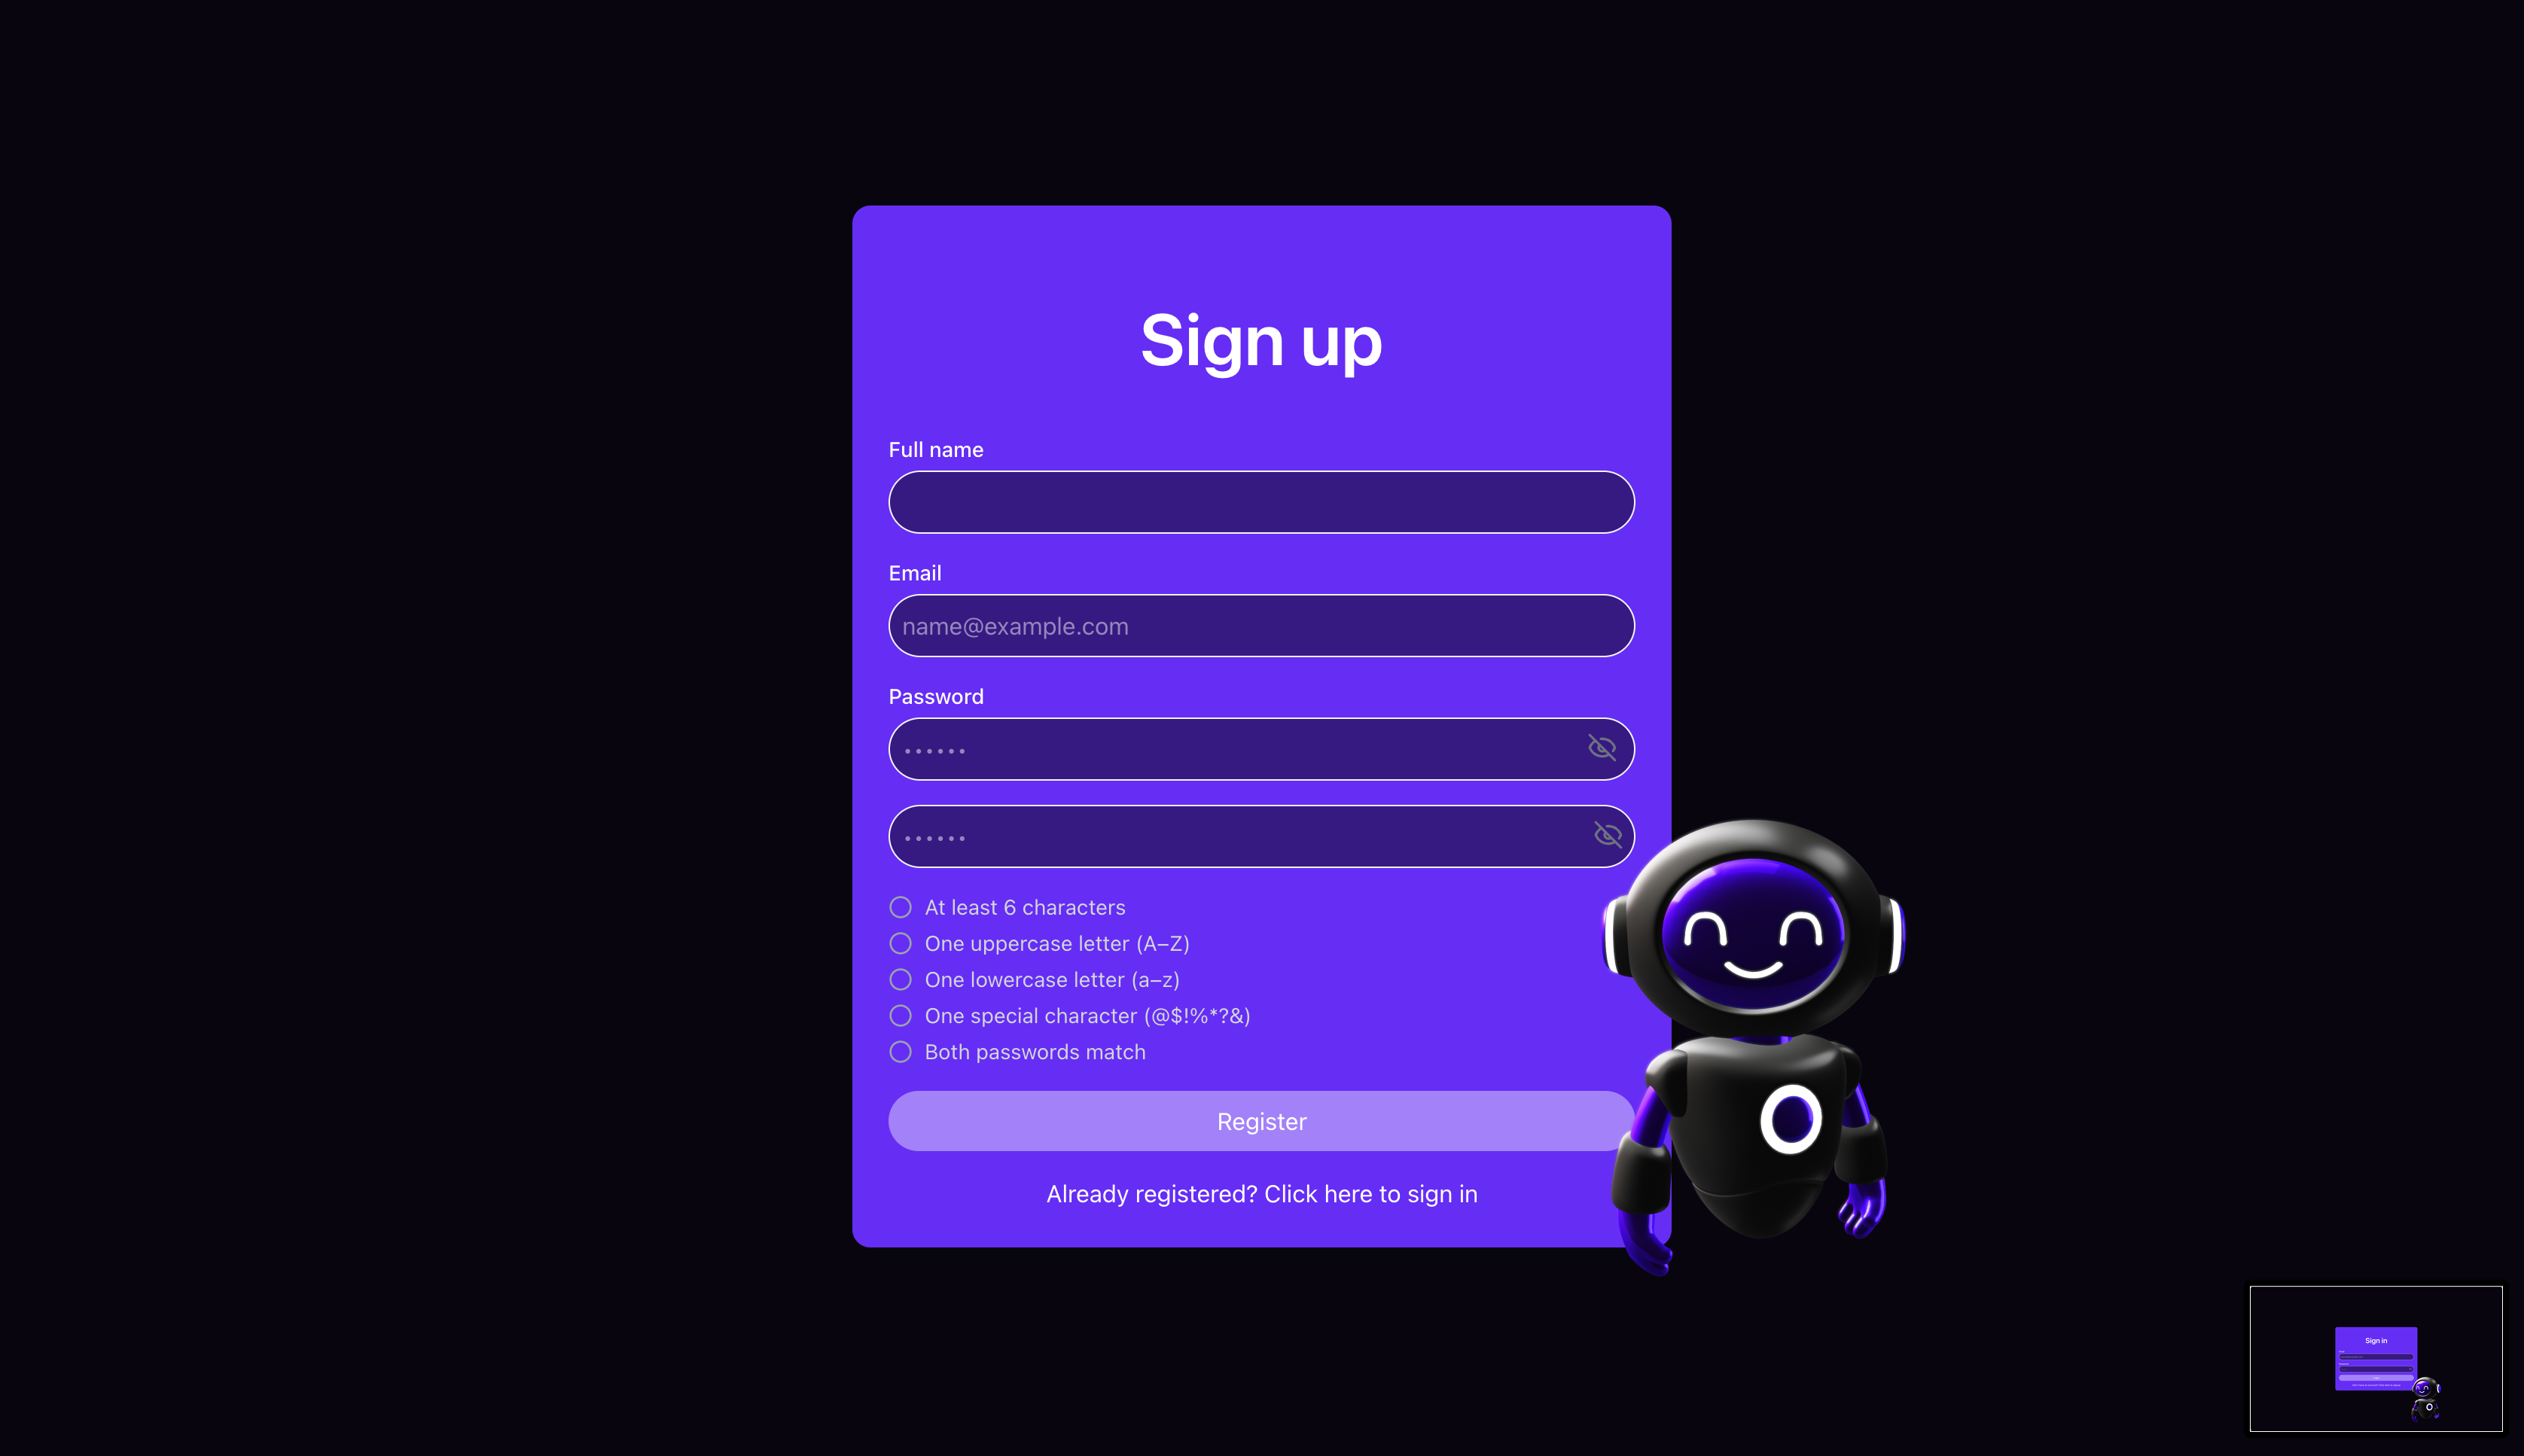 Sign up
Full name
Email
name@example.com
Password
••••••
••••••
At least 6 characters
One uppercase letter (A–Z)
One lowercase letter (a–z)
One special character (@$!%*?&)
Both passwords match
Register
Already registered? Click here to sign in
Sign in